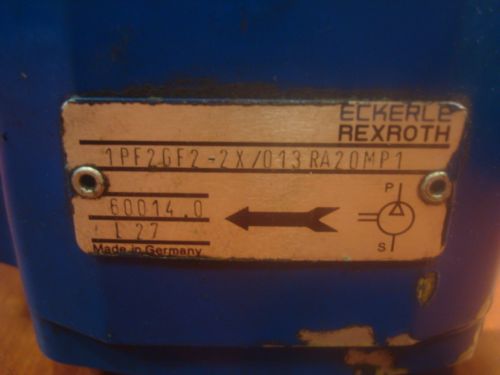 ECKERLE
REXROTH
1PF2GF2-2X/013RA20MP1
60014.0
L27
P
S
Made in Germany